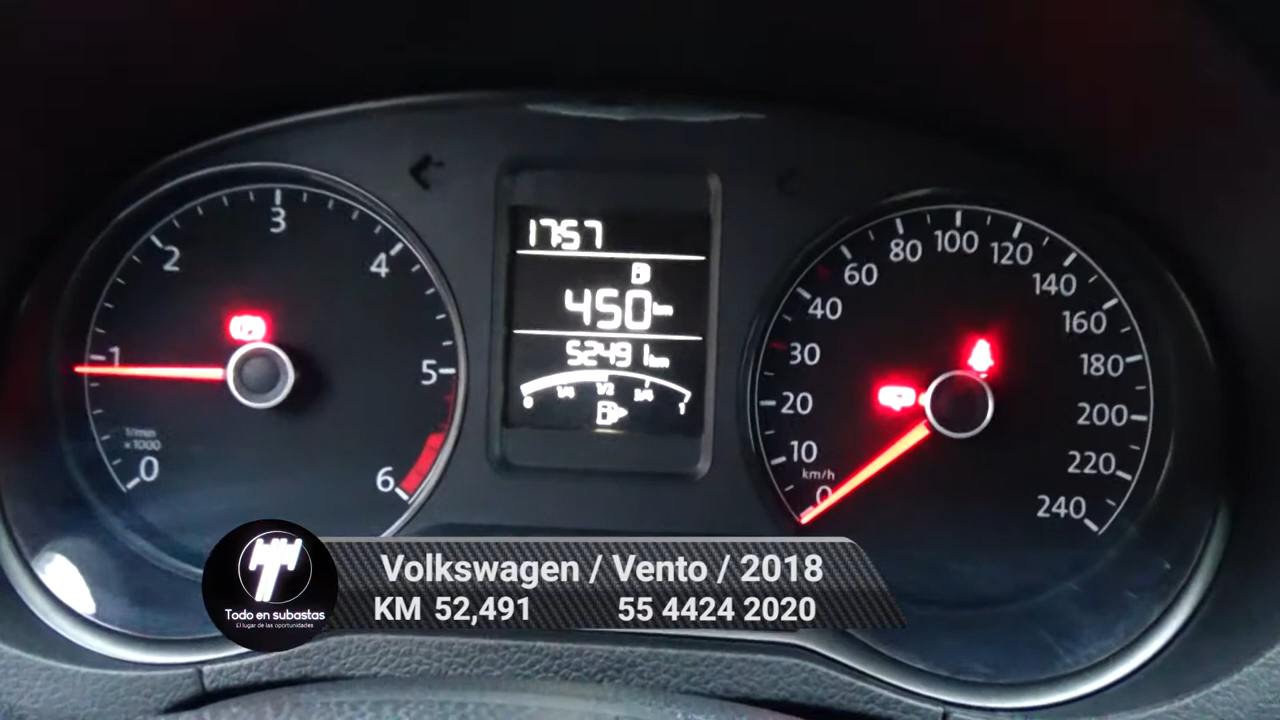 17:57
450 km
52491 km
0 1/4 1/2 3/4 1
0 1 2 3 4 5 6
1/min
x 1000
0 10 20 30 40 60 80 100 120 140 160 180 200 220 240
km/h
Volkswagen / Vento / 2018
KM 52,491 55 4424 2020
Todo en subastas
El lugar de las oportunidades